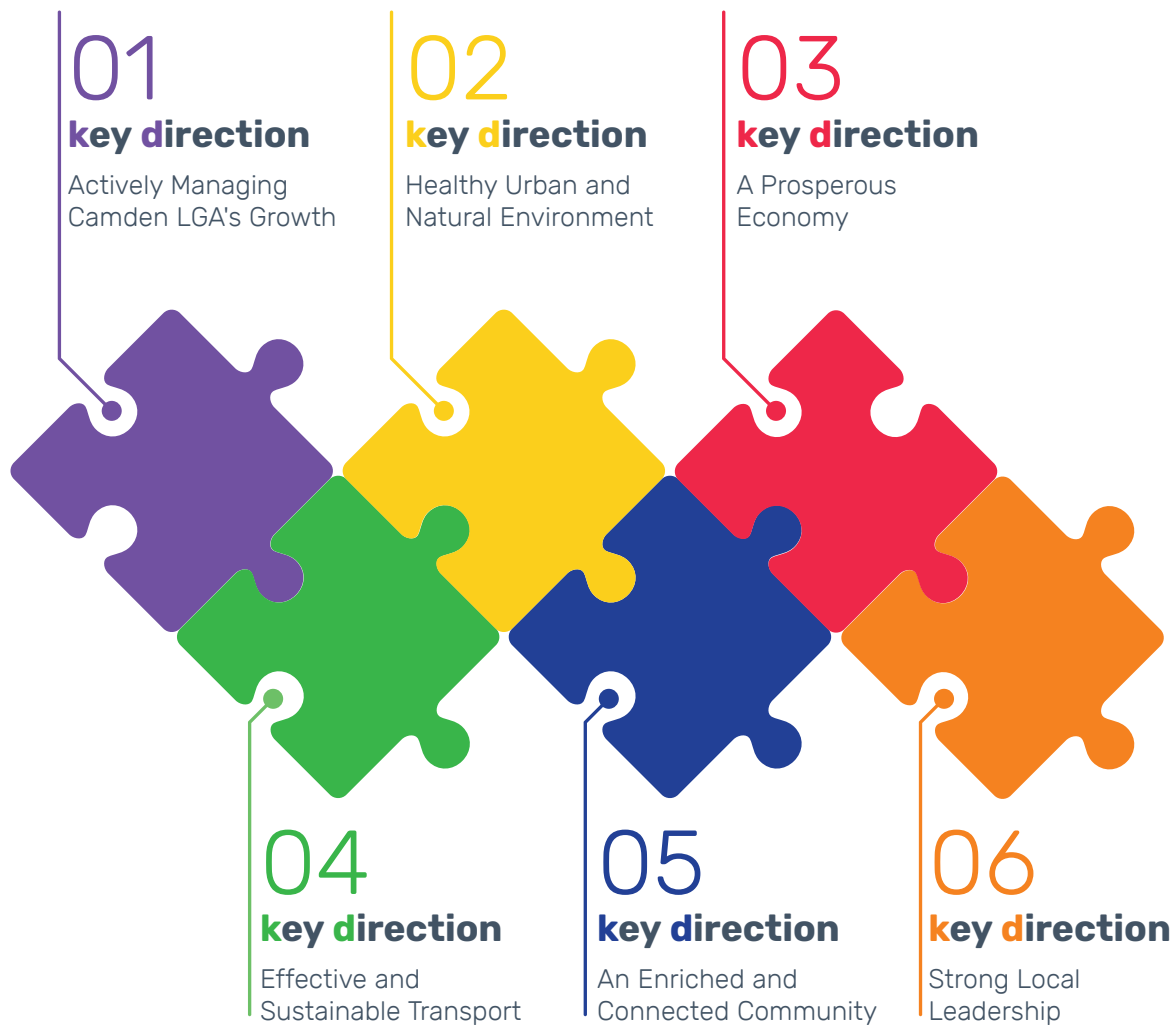 01
key direction
Actively Managing
Camden LGA's Growth
02
key direction
Healthy Urban and
Natural Environment
03
key direction
A Prosperous
Economy
04
key direction
Effective and
Sustainable Transport
05
key direction
An Enriched and
Connected Community
06
key direction
Strong Local
Leadership